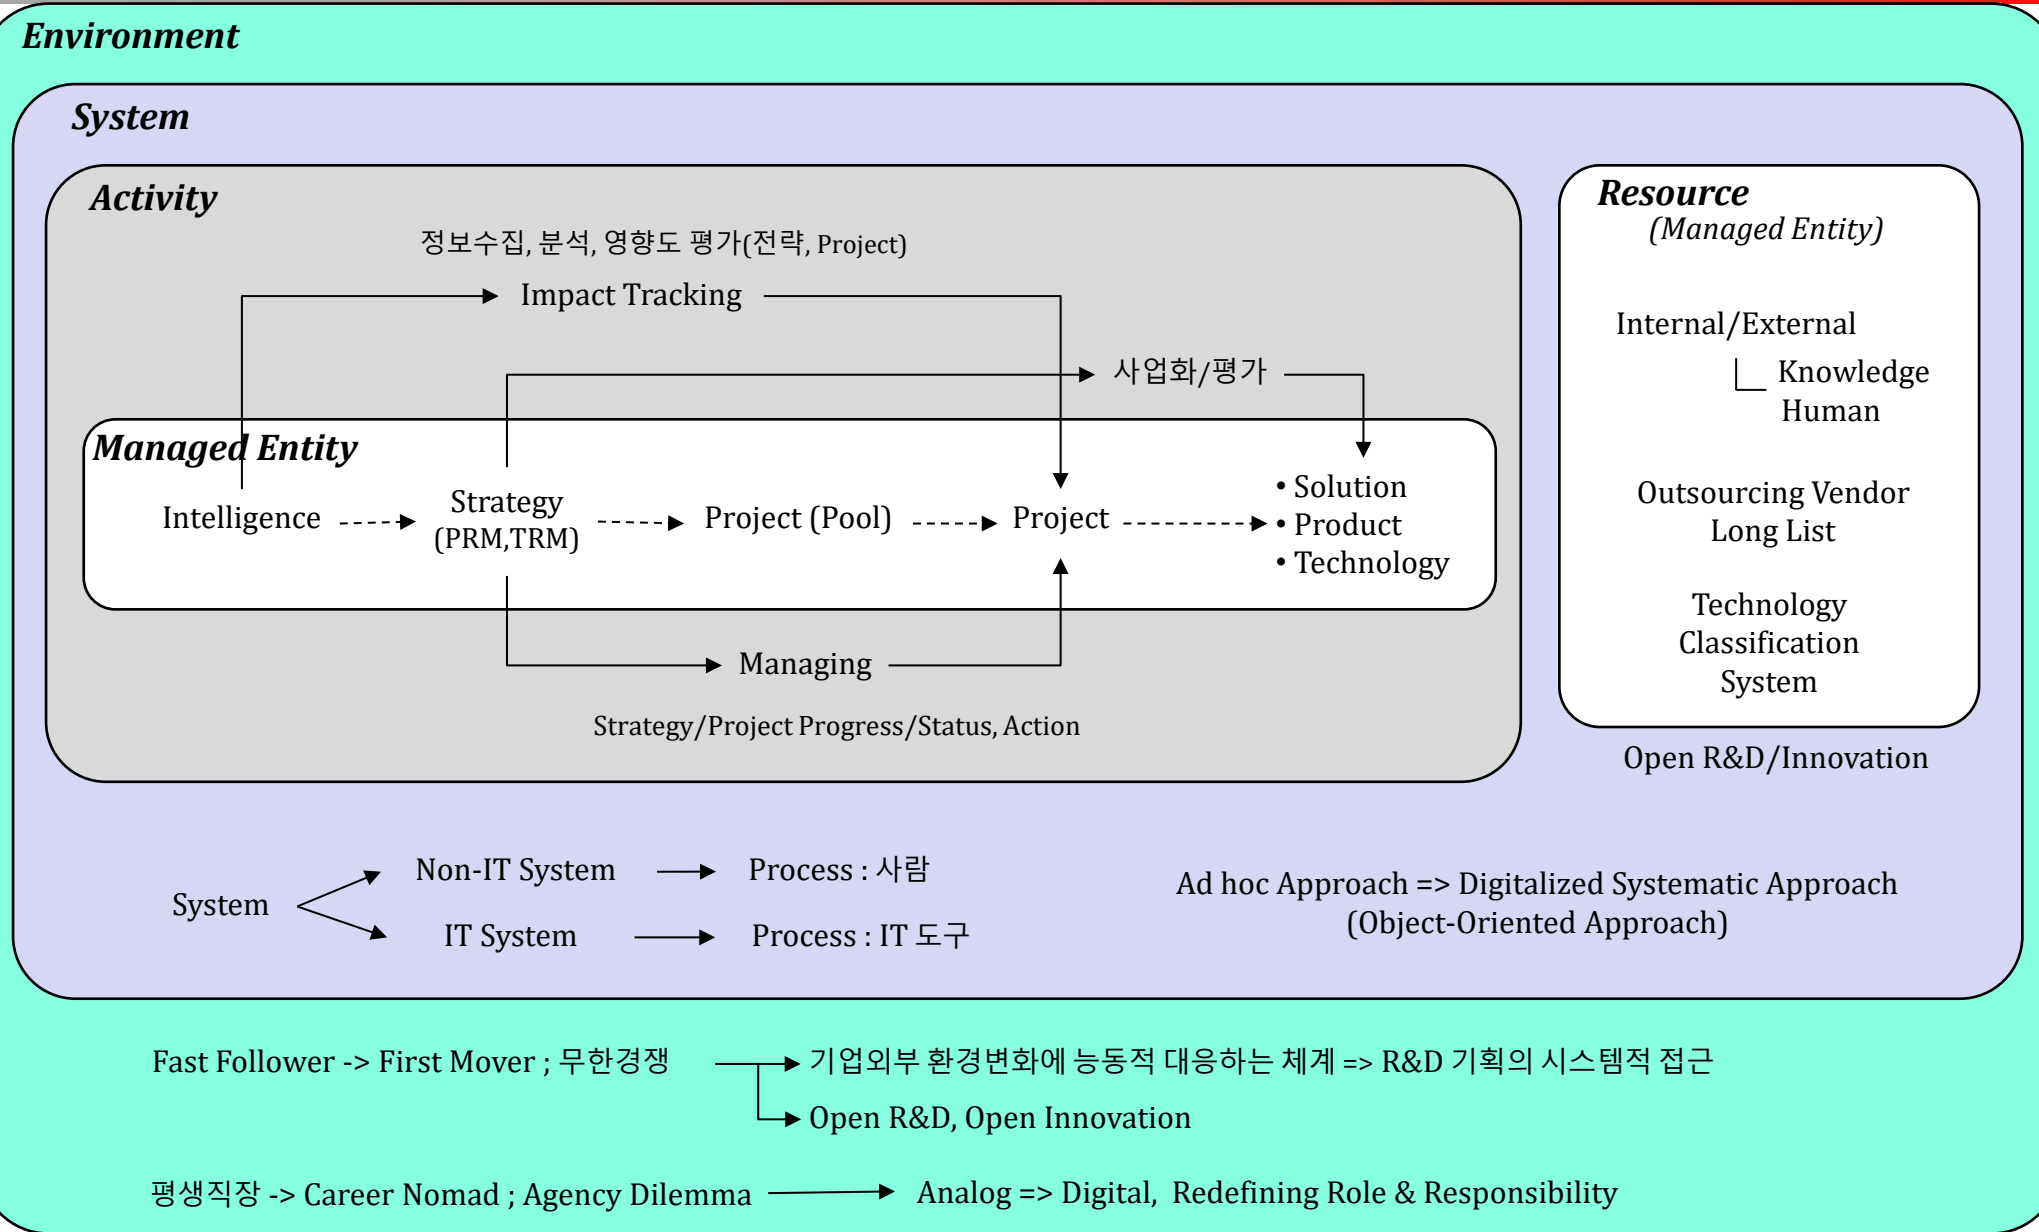 Environment
System
Activity
정보수집, 분석, 영향도 평가(전략, Project)
Impact Tracking
사업화/평가
Managed Entity
Intelligence
Strategy
(PRM,TRM)
Project (Pool)
Project
• Solution
• Product
• Technology
Managing
Strategy/Project Progress/Status, Action
Resource
(Managed Entity)
Internal/External
Knowledge
Human
Outsourcing Vendor
Long List
Technology
Classification
System
Open R&D/Innovation
System
Non-IT System
Process : 사람
IT System
Process : IT 도구
Ad hoc Approach => Digitalized Systematic Approach
(Object-Oriented Approach)
Fast Follower -> First Mover ; 무한경쟁
기업외부 환경변화에 능동적 대응하는 체계 => R&D 기획의 시스템적 접근
Open R&D, Open Innovation
평생직장 -> Career Nomad ; Agency Dilemma
Analog => Digital, Redefining Role & Responsibility